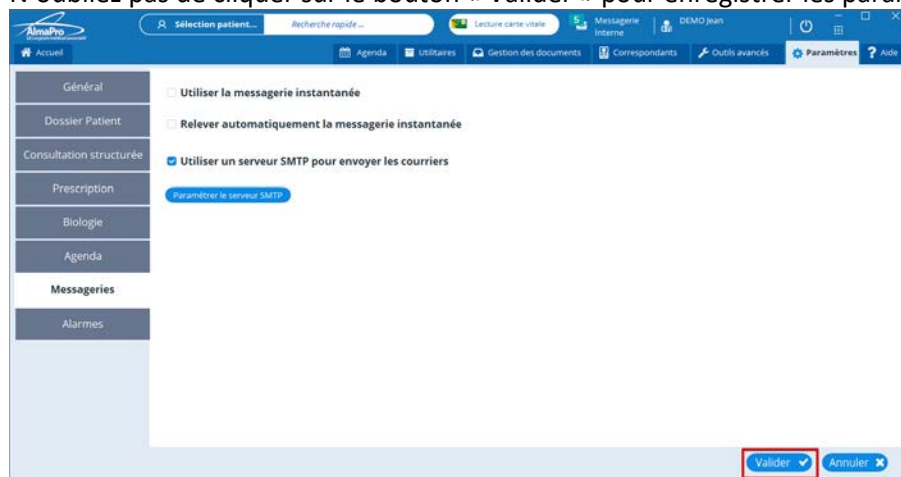 N'oubliez pas de cliquer sur le bouton « Valider » pour enregistrer les
AlmaPro
Sélection patient...
Recherche rapide ...
Lecture carte vitale
5
Messagerie Interne
DEMO Jean
Accueil
Agenda
Utilitaires
Gestion des documents
Correspondants
Outils avancés
Paramètres
? Aide
Général
Dossier Patient
Consultation structurée
Prescription
Biologie
Agenda
Messageries
Alarmes
Utiliser la messagerie instantanée
Relever automatiquement la messagerie instantanée
Utiliser un serveur SMTP pour envoyer les courriers
Paramétrer le serveur SMTP
Valider
Annuler